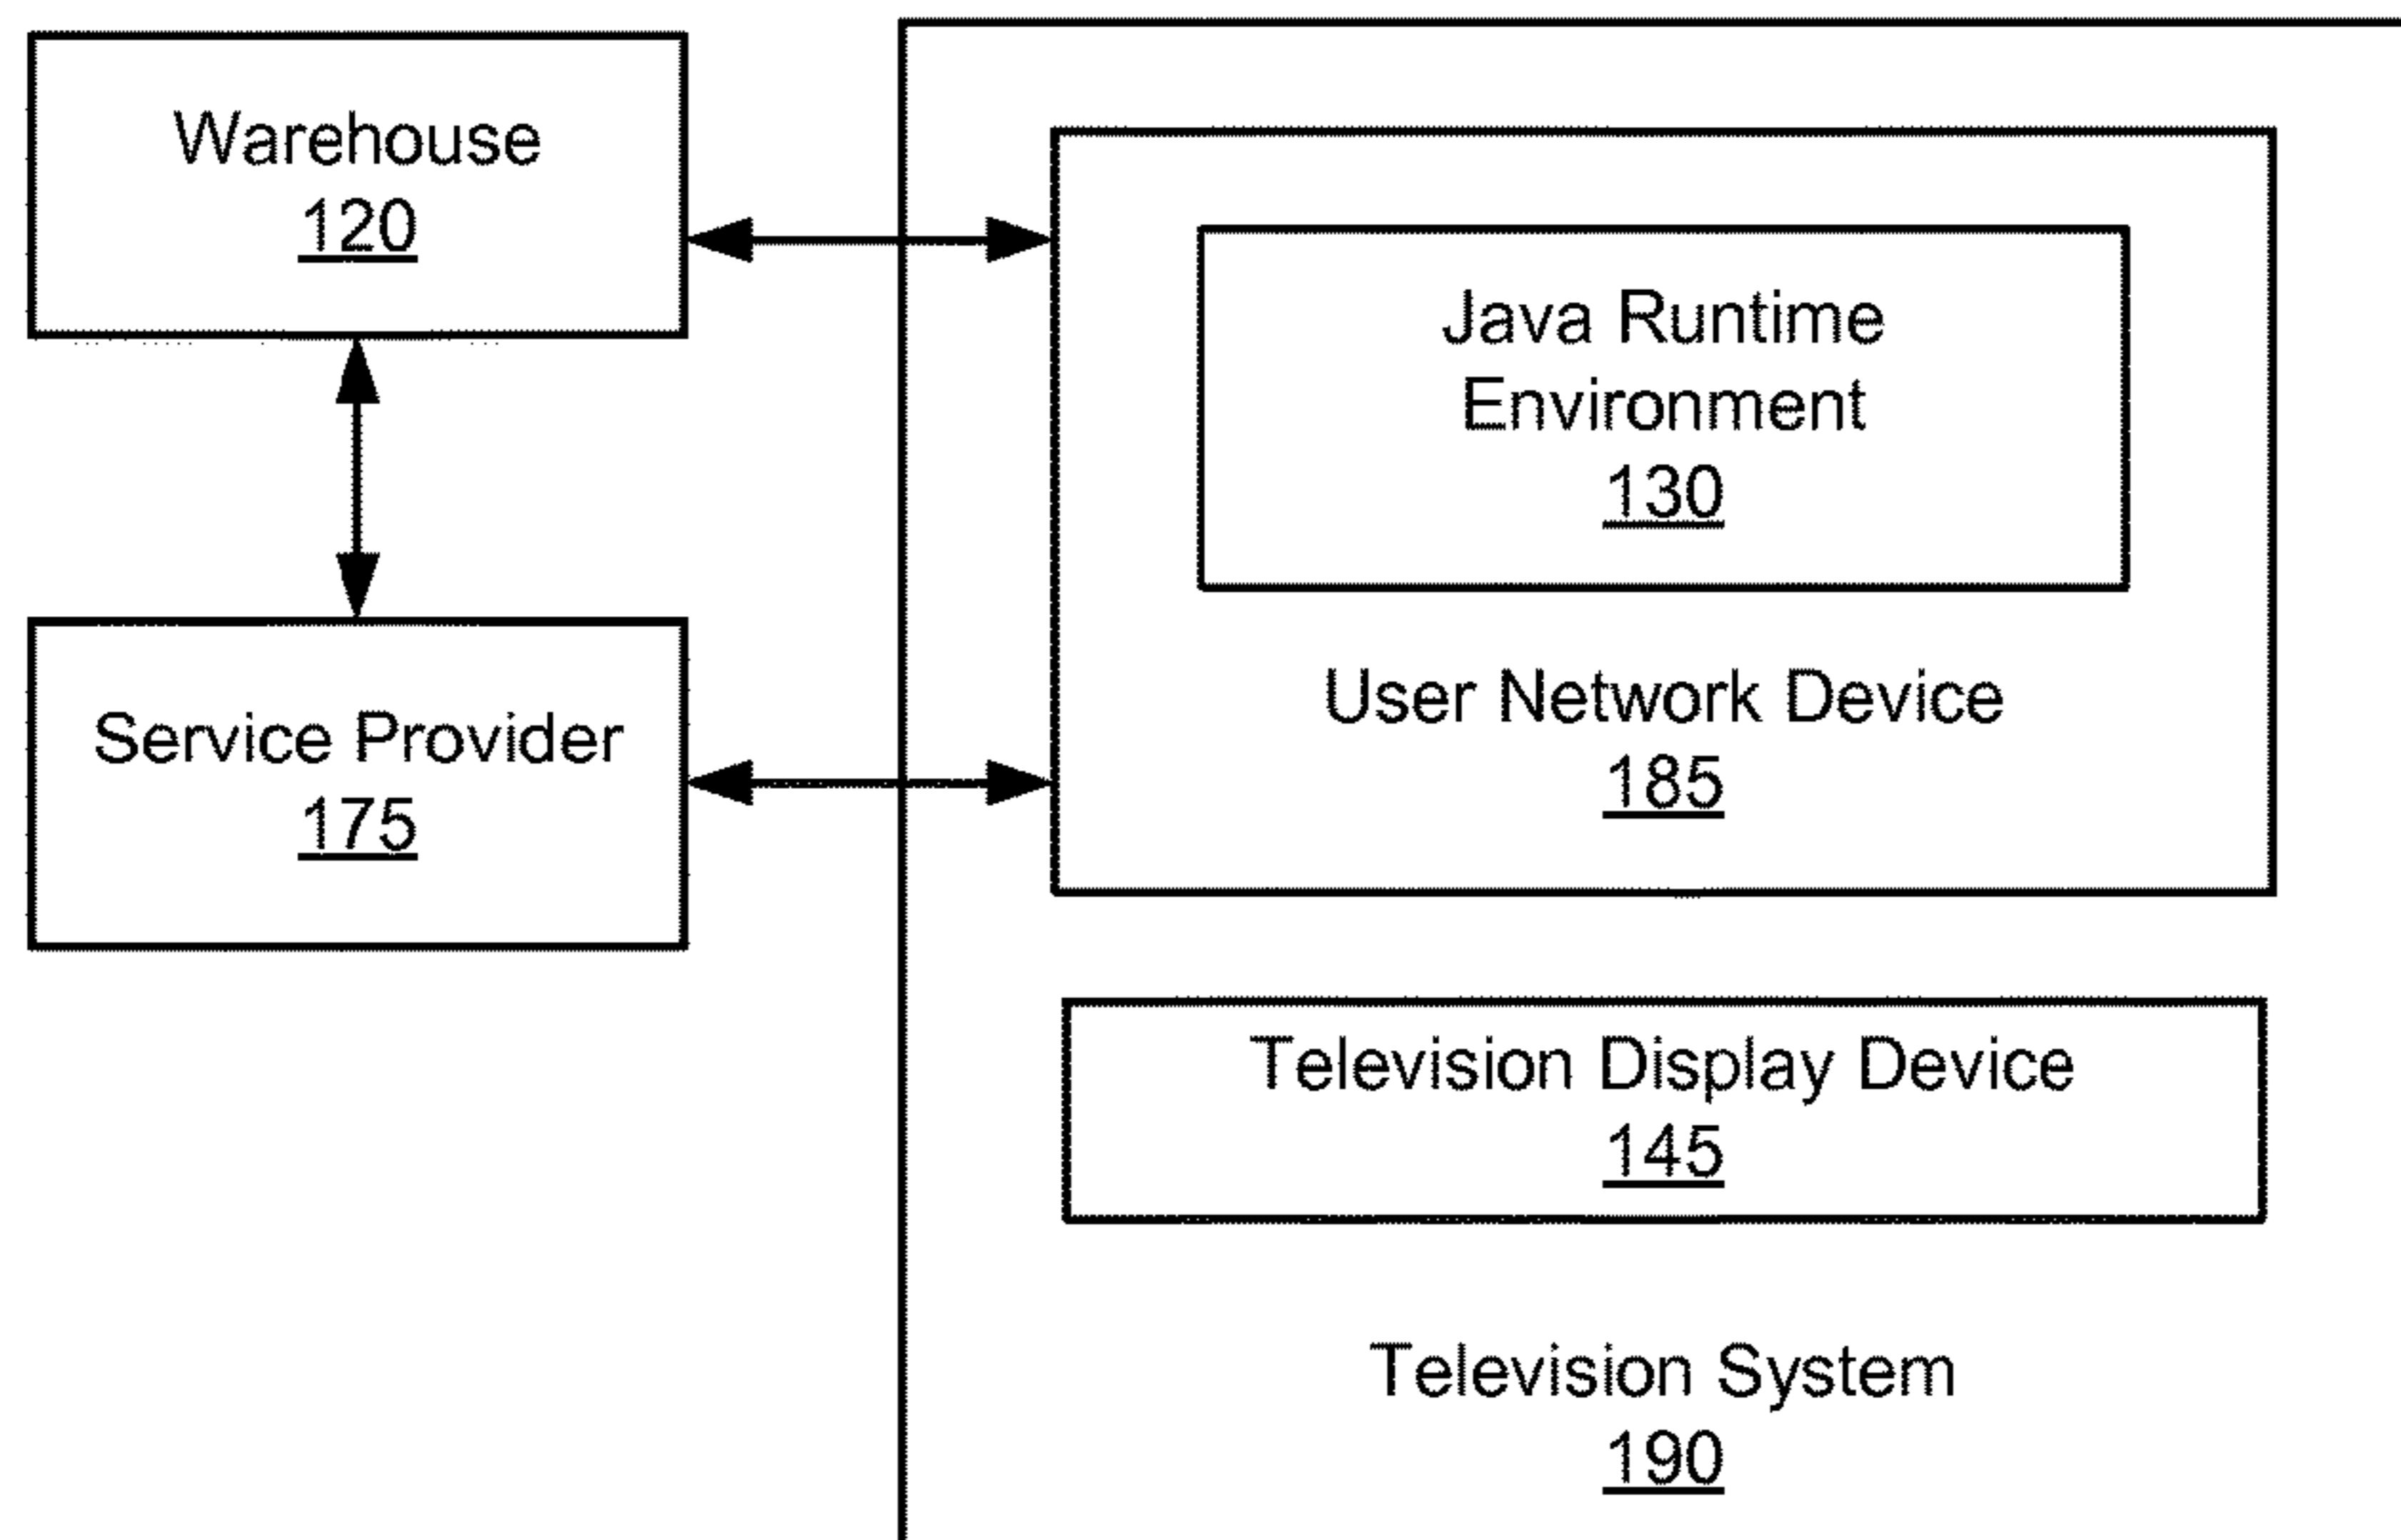 Warehouse
120
Service Provider
175
Java Runtime
Environment
130
User Network Device
185
Television Display Device
145
Television System
190